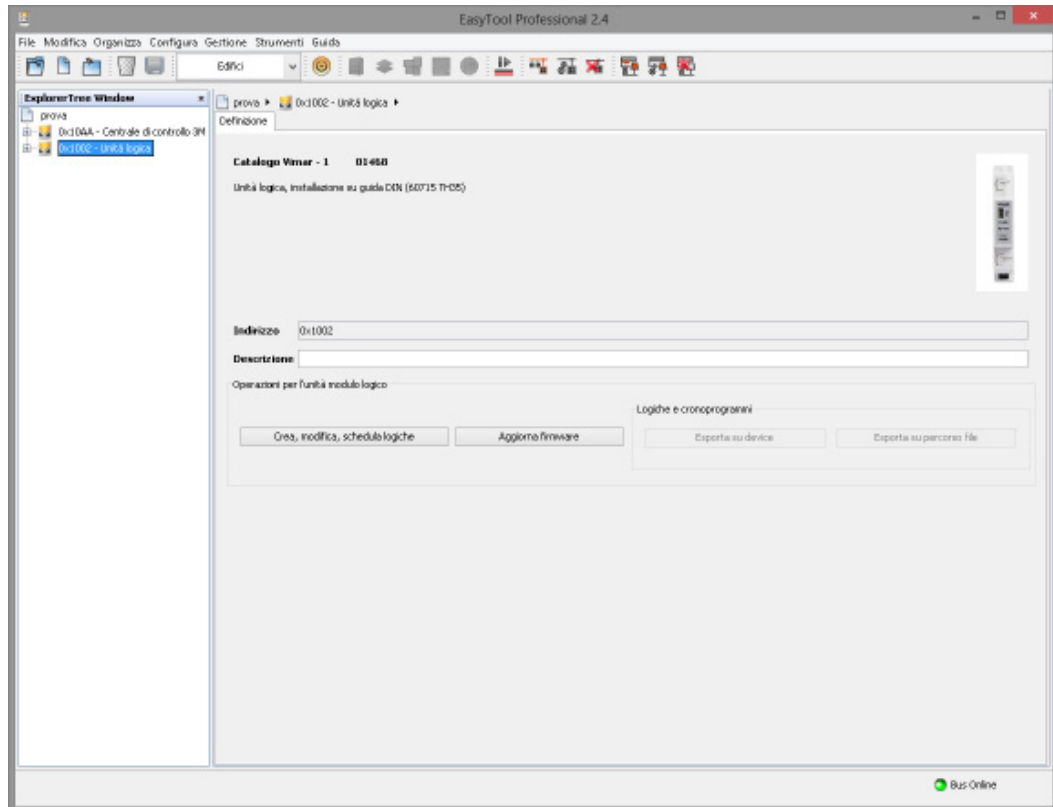 EasyTool Professional 2.4
File Modifica Organizza Configura Gestione Strumenti Guida
Edifici
ExplorerTree Window
prova
0x10AA - Centrale di controllo 3M
0x1002 - Unità logica
prova 0x1002 - Unità logica
Definizione
Catalogo Vimar - 1 01468
Unità logica, installazione su guida DIN (60715 TH35)
Indirizzo 0x1002
Descrizione
Operazioni per l'unità modulo logico
Logiche e cronoprogrammi
Crea, modifica, schedula logiche Aggiorna firmware Esporta su device Esporta su percorso file
Bus Online